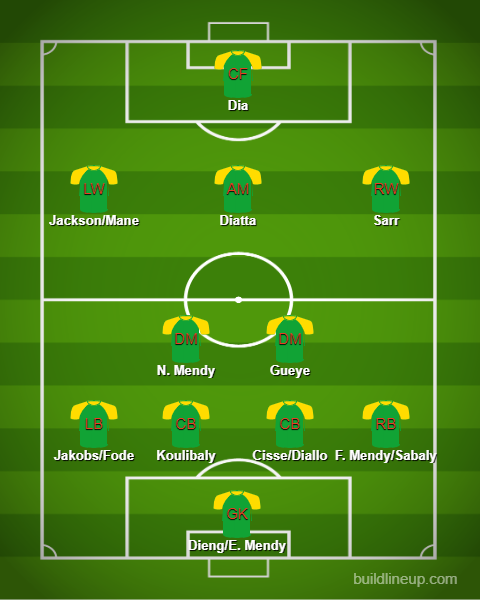 CF
Dia
LW AM RW
Jackson/Mane Diatta Sarr
DM DM
N. Mendy Gueye
LB CB CB RB
Jakobs/Fode Koulibaly Cisse/Diallo F. Mendy/Sabaly
GK
Dieng/E. Mendy
buildlineup.com